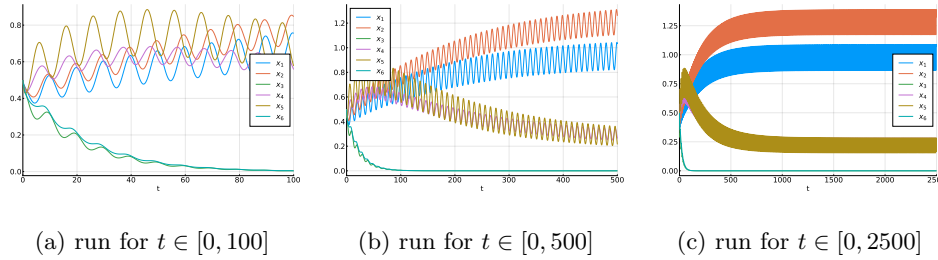 0.8
0.6
0.4
0.2
0.0
0
20
40
60
80
100
t
x₁
x₂
x₃
x₄
x₅
x₆
1.2
1.0
0.8
0.6
0.4
0.2
0.0
0
100
200
300
400
500
t
x₁
x₂
x₃
x₄
x₅
x₆
1.25
1.00
0.75
0.50
0.25
0.00
0
500
1000
1500
2000
250
t
x₁
x₂
x₃
x₄
x₅
x₆
(a) run for t ∈ [0, 100]
(b) run for t ∈ [0, 500]
(c) run for t ∈ [0, 2500]